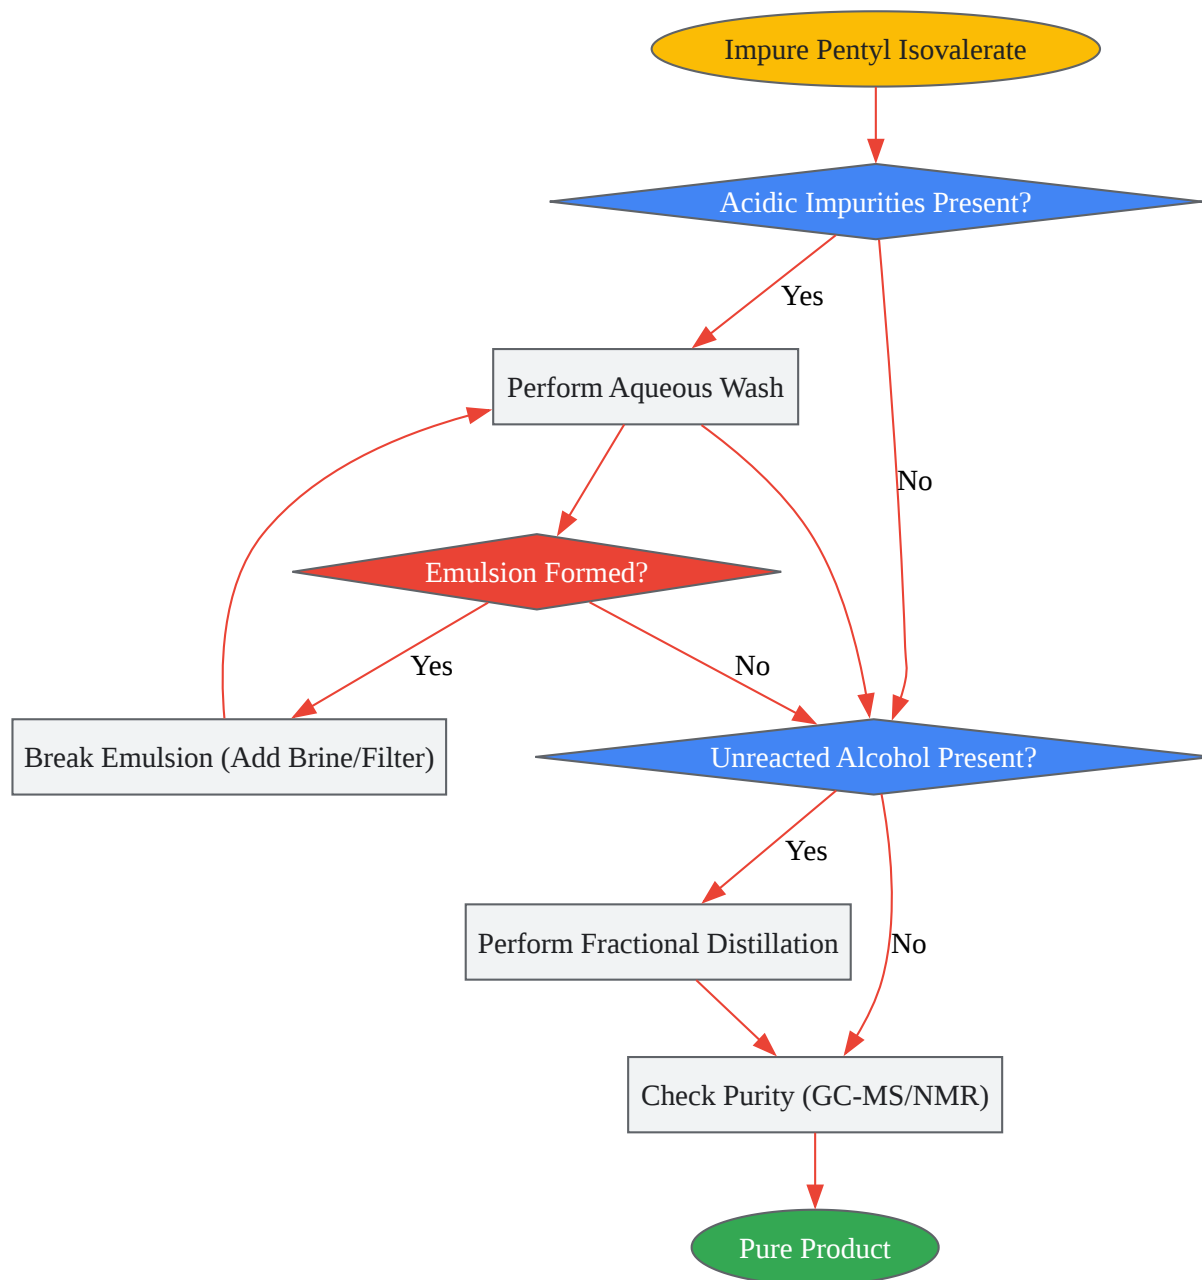 Impure Pentyl Isovalerate
Acidic Impurities Present?
Yes
Perform Aqueous Wash
No
Emulsion Formed?
Yes
No
Break Emulsion (Add Brine/Filter)
Unreacted Alcohol Present?
Yes
Perform Fractional Distillation
No
Check Purity (GC-MS/NMR)
Pure Product